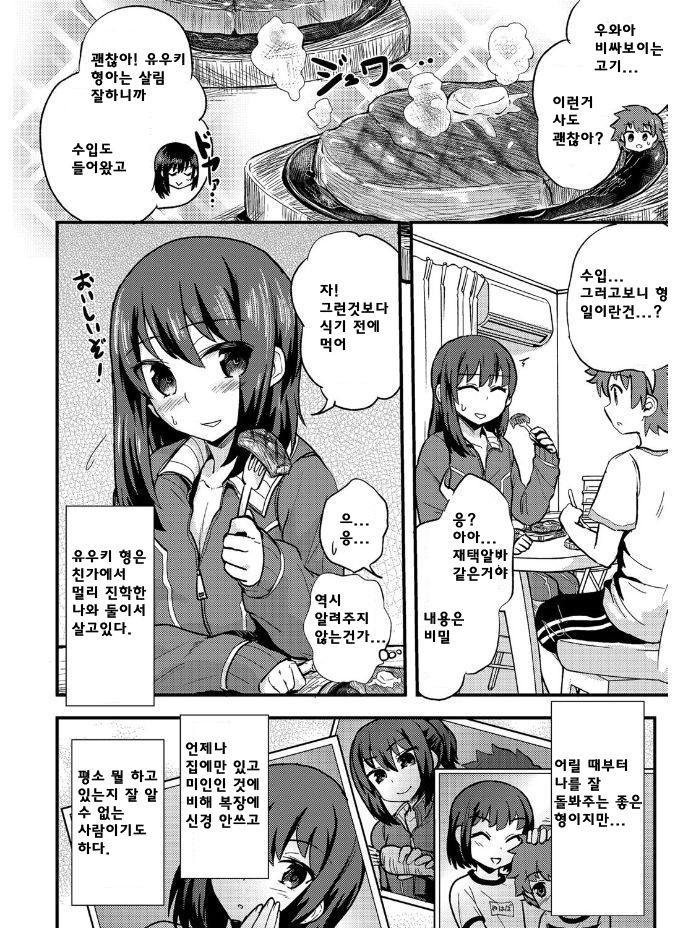 우와아
비싸보이는
고기...
이런거
사도
괜찮아?
ジュワ～…
괜찮아! 유우키
형아는 살림
잘하니까
수입도
들어왔고
ドヤァ…
수입...
그러고보니 형
일이란건...?
응?
아아...
재택알바
같은거야
내용은
비밀
자!
그런것보다
식기 전에
먹어
おいしいぞ!
으...
응...
역시
알려주지
않는건가...
유우키 형은
친가에서
멀리 진학한
나와 둘이서
살고있다.
어릴 때부터
나를 잘
돌봐주는 좋은
형이지만...
언제나
집에만 있고
미인인 것에
비해 복장에
신경 안쓰고
평소 뭘 하고
있는지 잘 알
수 없는
사람이기도
하다.